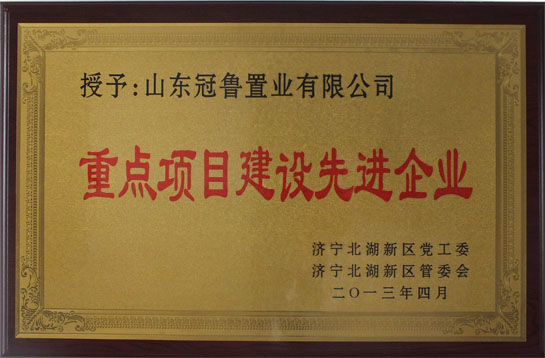 授予:山东冠鲁置业有限公司
重点项目建设先进企业
济宁北湖新区党工委
济宁北湖新区管委会
二〇一三年四月